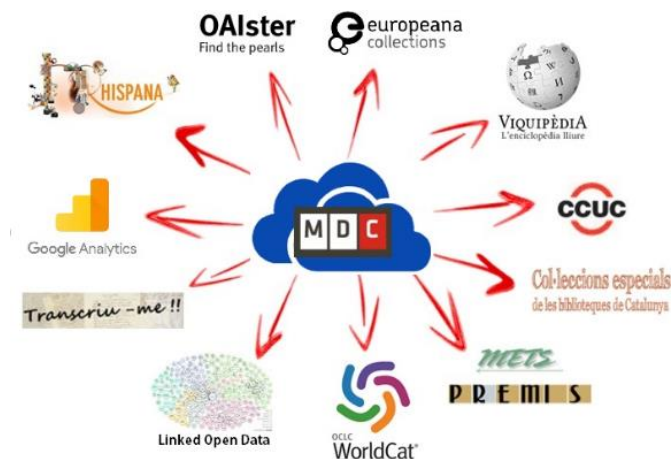 OAIster
Find the pearls
europeana
collections
HISPANA
VIQUIPÈDIA
L'enciclopèdia lliure
Google Analytics
MDC
CCUC
Col·leccions especials
de les biblioteques de Catalunya
Transcriu-me !!
METS
PREMIS
Linked Open Data
OCLC
WorldCat®